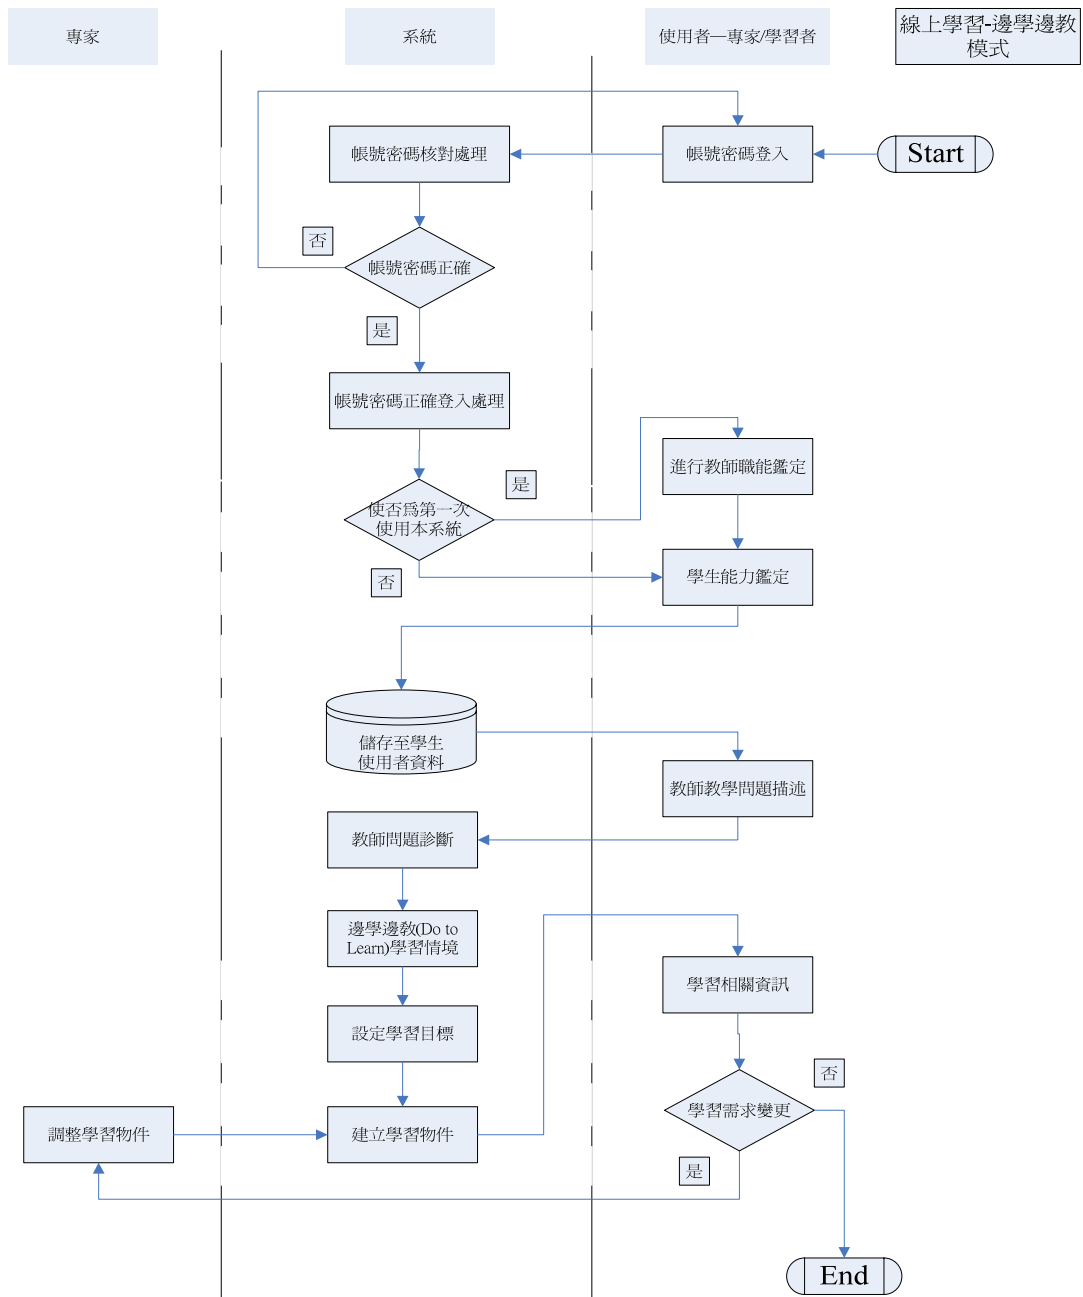 專家
系統
使用者—專家/學習者
線上學習-邊學邊教
模式
帳號密碼核對處理
帳號密碼登入
Start
否
帳號密碼正確
是
帳號密碼正確登入處理
進行教師職能鑑定
是
使否為第一次
使用本系統
否
學生能力鑑定
儲存至學生
使用者資料
教師教學問題描述
教師問題診斷
邊學邊教(Do to
Learn)學習情境
學習相關資訊
設定學習目標
否
學習需求變更
調整學習物件
建立學習物件
是
End